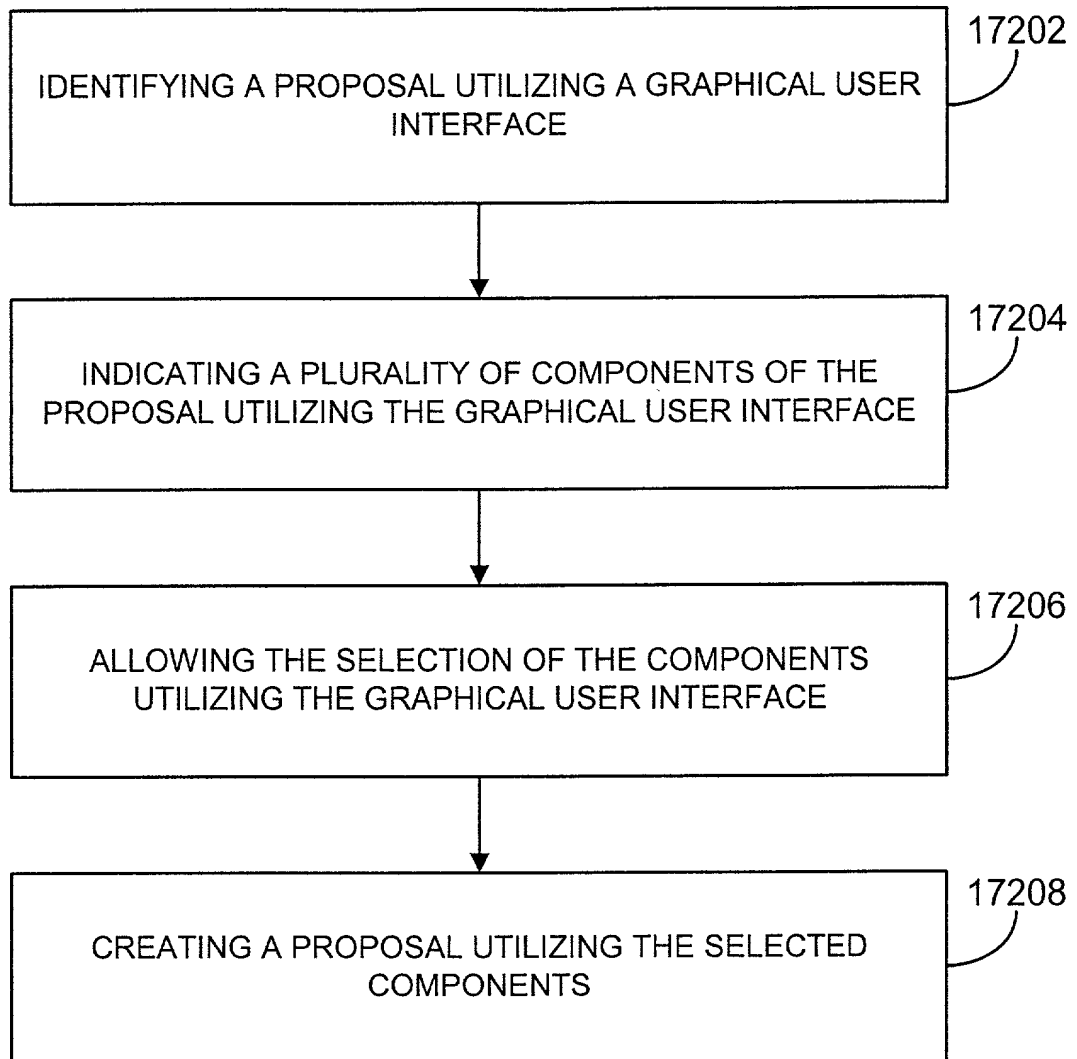 17202
IDENTIFYING A PROPOSAL UTILIZING A GRAPHICAL USER
INTERFACE
17204
INDICATING A PLURALITY OF COMPONENTS OF THE
PROPOSAL UTILIZING THE GRAPHICAL USER INTERFACE
17206
ALLOWING THE SELECTION OF THE COMPONENTS
UTILIZING THE GRAPHICAL USER INTERFACE
17208
CREATING A PROPOSAL UTILIZING THE SELECTED
COMPONENTS